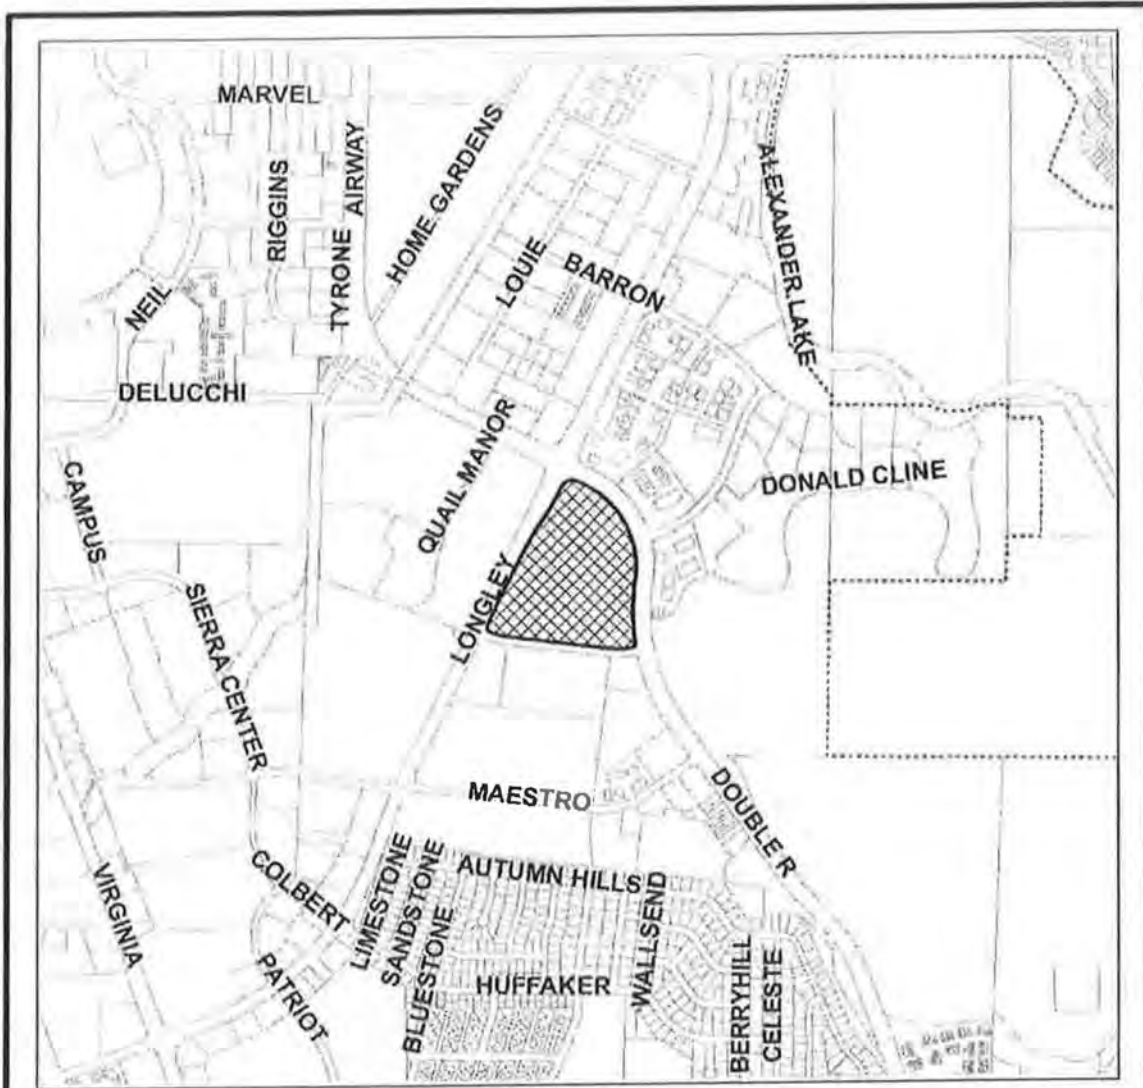 MARVEL
RIGGINS
TYRONE
AIRWAY
HOME GARDENS
LOUIE
BARRON
ALEXANDER LAKE
NEIL
DELUCCHI
CAMPUS
QUAIL MANOR
DONALD CLINE
SIERRA CENTER
LONGLEY
MAESTRO
DOUBLE R
VIRGINIA
COLBERT
LIMESTONE
SANDSTONE
BLUESTONE
AUTUMN HILLS
WALLSEND
PATRIOT
HUFFAKER
BERRYHILL
CELESTE